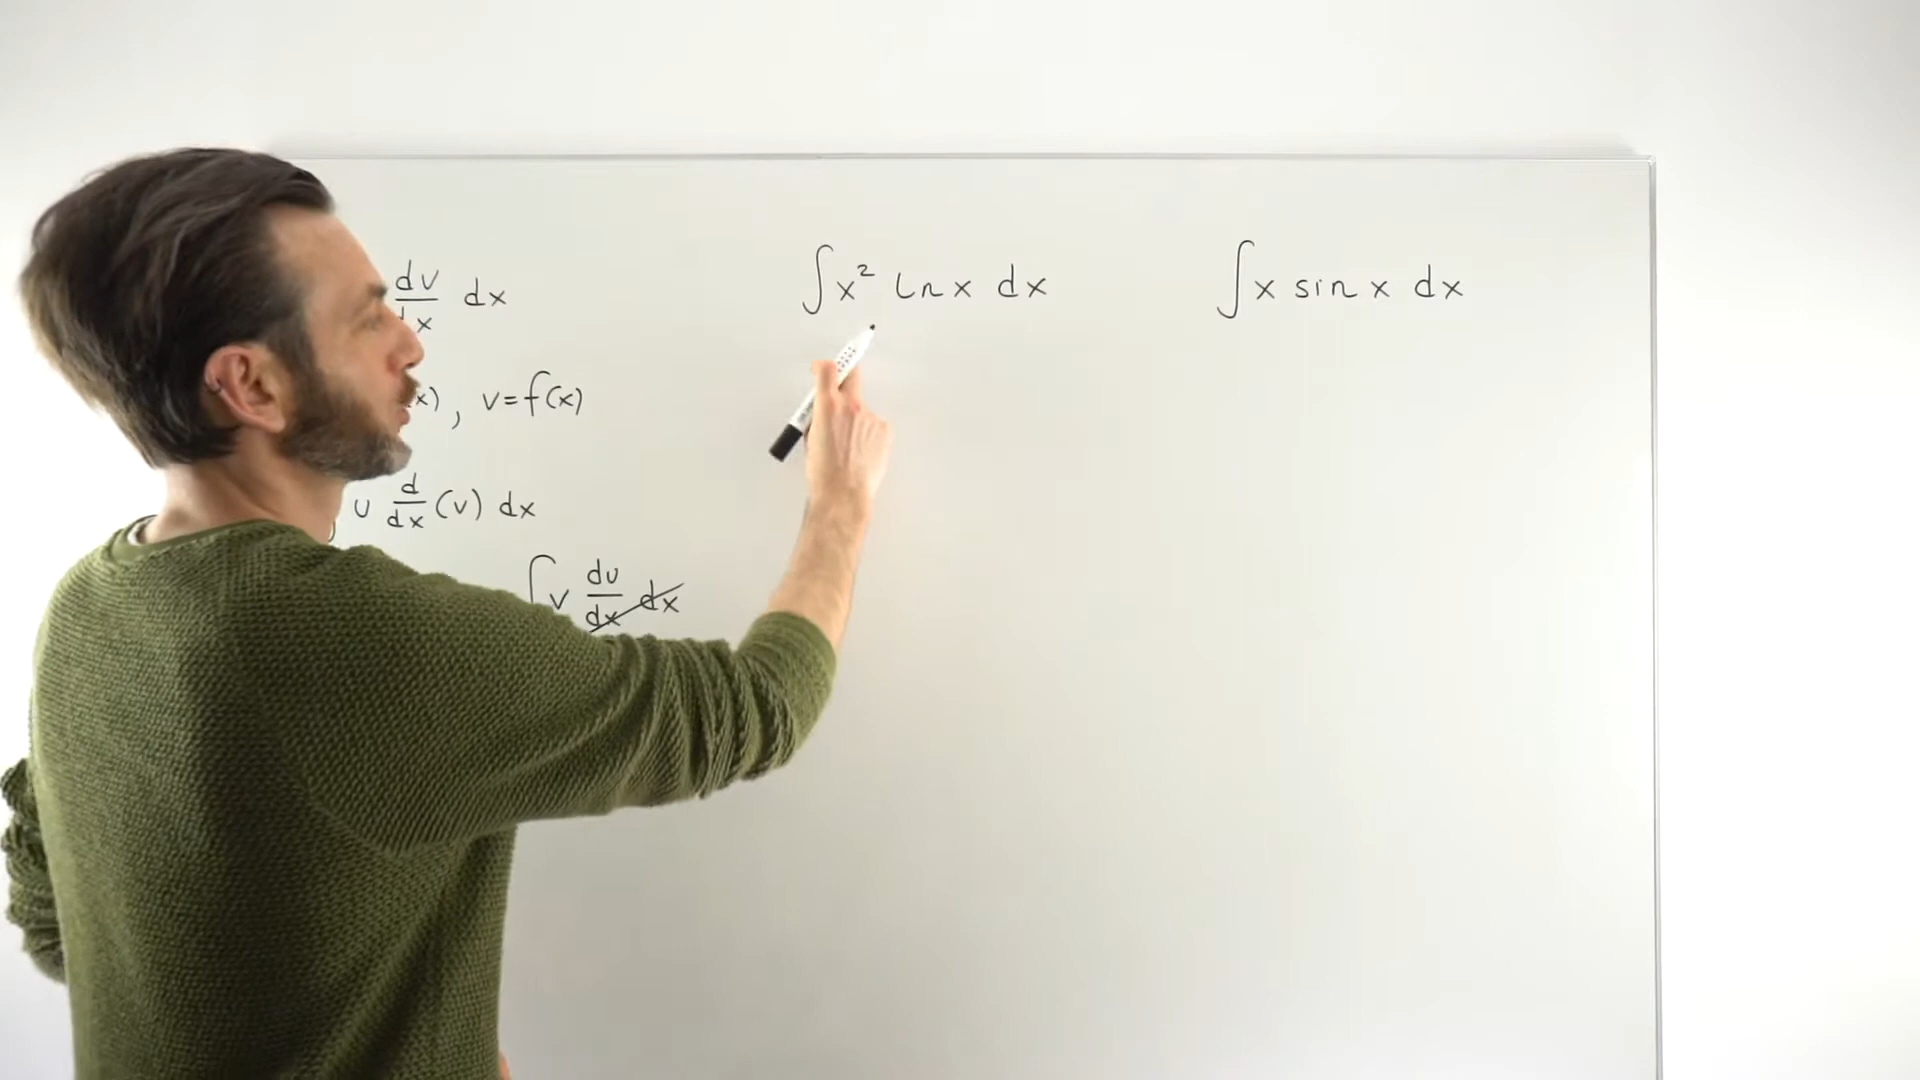 dv/dx dx
x), v=f(x)
u d/dx (v) dx
∫v du/dx dx
∫x² ln x dx
∫x sin x dx